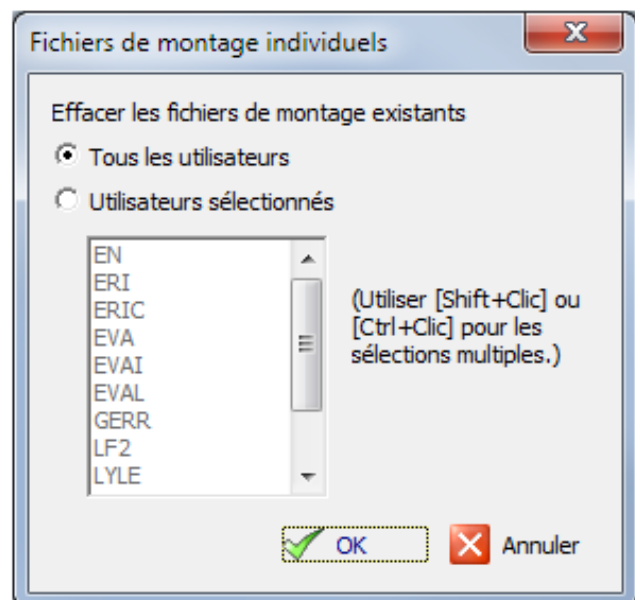 Fichiers de montage individuels
Effacer les fichiers de montage existants
Tous les utilisateurs
Utilisateurs sélectionnés
EN
ERI
ERIC
EVA
EVAI
EVAL
GERR
LF2
LYLE
(Utiliser [Shift+Clic] ou
[Ctrl+Clic] pour les
sélections multiples.)
OK
Annuler